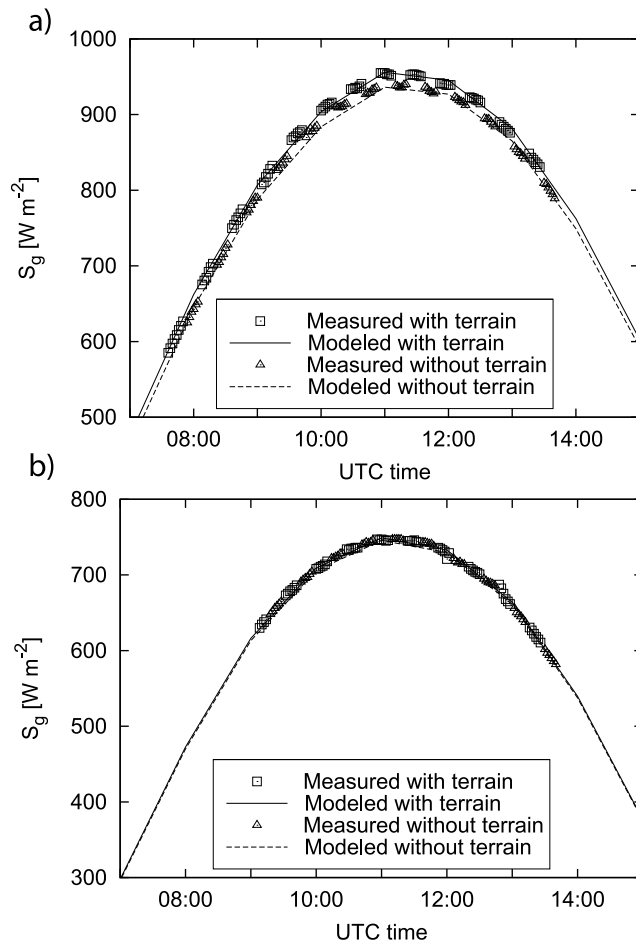 a)
1000
900
800
700
600
500
S_g [W m^-2]
Measured with terrain
Modeled with terrain
Measured without terrain
Modeled without terrain
08:00 10:00 12:00 14:00
UTC time
b)
800
700
600
500
400
300
S_g [W m^-2]
Measured with terrain
Modeled with terrain
Measured without terrain
Modeled without terrain
08:00 10:00 12:00 14:00
UTC time